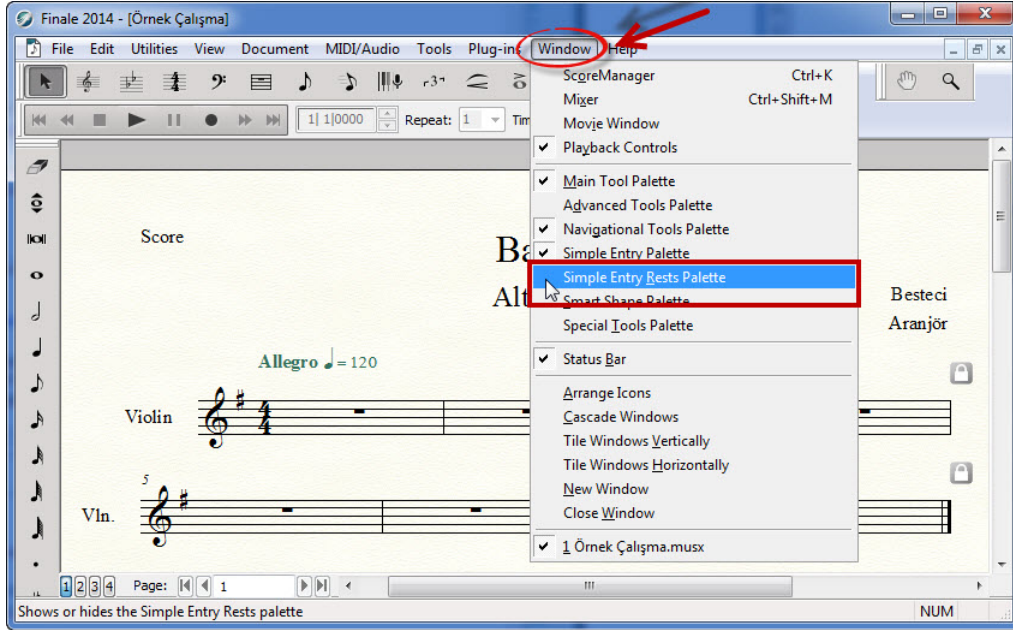 Finale 2014 - [Örnek Çalışma]
File Edit Utilities View Document MIDI/Audio Tools Plug-ins Window Help
1| 1|0000 Repeat: 1
ScoreManager Ctrl+K
Mixer Ctrl+Shift+M
Movie Window
Playback Controls
Main Tool Palette
Advanced Tools Palette
Navigational Tools Palette
Simple Entry Palette
Simple Entry Rests Palette
Smart Shape Palette
Special Tools Palette
Status Bar
Arrange Icons
Cascade Windows
Tile Windows Vertically
Tile Windows Horizontally
New Window
Close Window
1 Örnek Çalışma.musx
Score
Besteci
Aranjör
Allegro = 120
Violin
5
Vln.
1 2 3 4 Page: 1
Shows or hides the Simple Entry Rests palette NUM